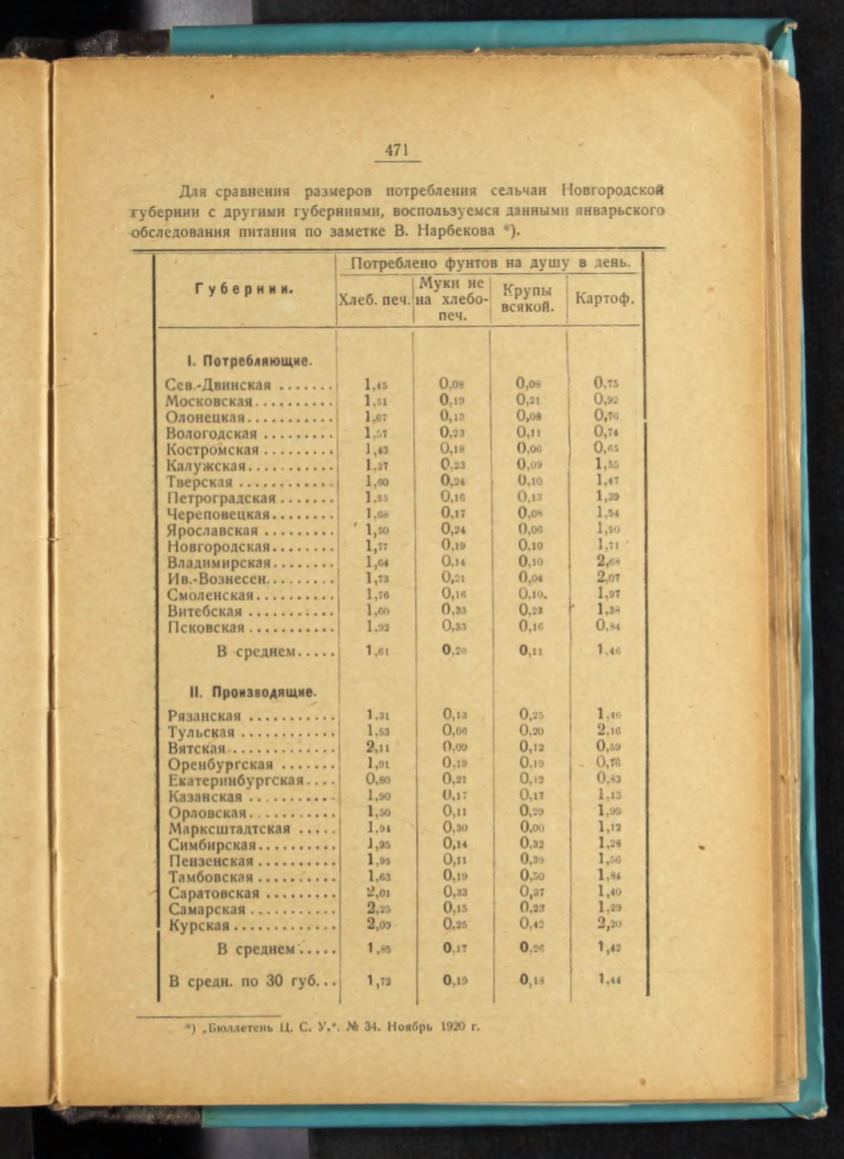 471
Для сравнения размеров потребления сельчан Новгородской
губернии с другими губерниями, воспользуемся данными январьского
обследования питания по заметке В. Нарбекова *).
Губернии.
Потреблено фунтов на душу в день.
Хлеб. печ.
Муки не на хлебо-печ.
Крупы всякой.
Картоф.
I. Потребляющие.
Сев.-Двинская ....... 1,45 0,08 0,08 0,75
Московская.......... 1,51 0,19 0,21 0,92
Олонецкая........... 1,67 0,13 0,08 0,76
Вологодская ......... 1,57 0,23 0,11 0,74
Костромская ......... 1,43 0,18 0,06 0,65
Калужская........... 1,37 0,23 0,09 1,55
Тверская ............ 1,60 0,24 0,10 1,47
Петроградская....... 1,55 0,16 0,13 1,39
Череповецкая........ 1,68 0,17 0,08 1,54
Ярославская ......... 1,50 0,24 0,06 1,90
Новгородская........ 1,77 0,19 0,10 1,71
Владимирская........ 1,64 0,14 0,10 2,68
Ив.-Вознесен......... 1,73 0,21 0,04 2,07
Смоленская.......... 1,76 0,16 0,10. 1,97
Витебская ........... 1,60 0,33 0,23 1,38
Псковская ........... 1,92 0,33 0,16 0,84
В среднем..... 1,61 0,20 0,11 1,46
II. Производящие.
Рязанская ........... 1,31 0,13 0,25 1,46
Тульская ............ 1,53 0,06 0,20 2,16
Вятская............. 2,11 0,09 0,12 0,59
Оренбургская ....... 1,91 0,19 0,19 0,76
Екатеринбургская.... 0,80 0,21 0,12 0,83
Казанская ........... 1,90 0,17 0,17 1,13
Орловская........... 1,50 0,11 0,29 1,99
Марксштадтская ..... 1,94 0,30 0,00 1,12
Симбирская.......... 1,95 0,14 0,32 1,28
Пензенская.......... 1,95 0,11 0,39 1,56
Тамбовская .......... 1,63 0,19 0,50 1,84
Саратовская ......... 2,01 0,33 0,37 1,40
Самарская ........... 2,25 0,15 0,23 1,29
Курская............. 2,09 0,25 0,42 2,20
В среднем ..... 1,85 0,17 0,26 1,42
В средн. по 30 губ... 1,72 0,19 0,18 1,44
*) „Бюллетень Ц. С. У.“. № 34. Ноябрь 1920 г.